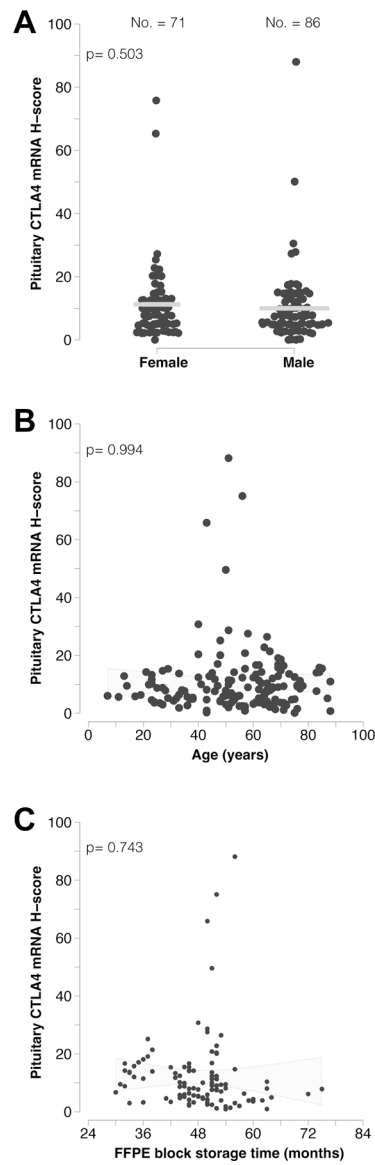 A
No. = 71 No. = 86
p= 0.503
Pituitary CTLA4 mRNA H−score
100
80
60
40
20
0
Female Male
B
p= 0.994
Pituitary CTLA4 mRNA H−score
100
80
60
40
20
0
0 20 40 60 80 100
Age (years)
C
p= 0.743
Pituitary CTLA4 mRNA H−score
100
80
60
40
20
0
24 36 48 60 72 84
FFPE block storage time (months)